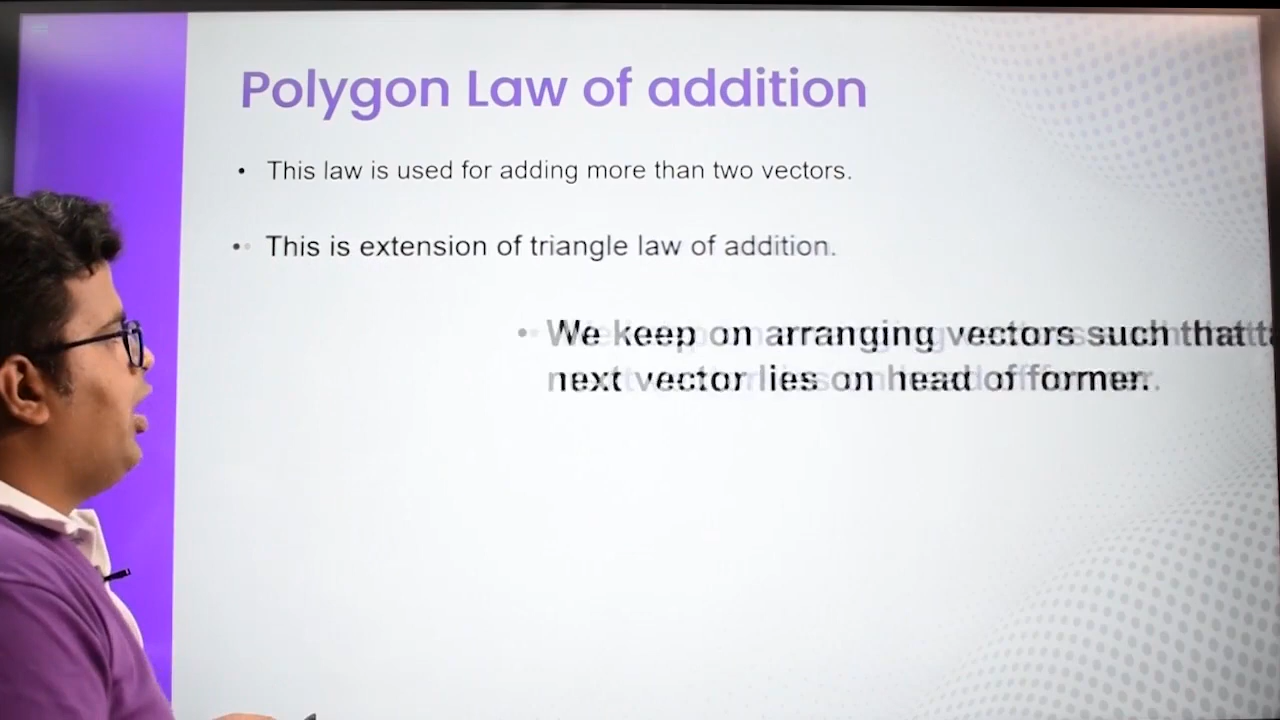 Polygon Law of addition
• This law is used for adding more than two vectors.
• This is extension of triangle law of addition.
• We keep on arranging vectors such that
next vector lies on head of former.